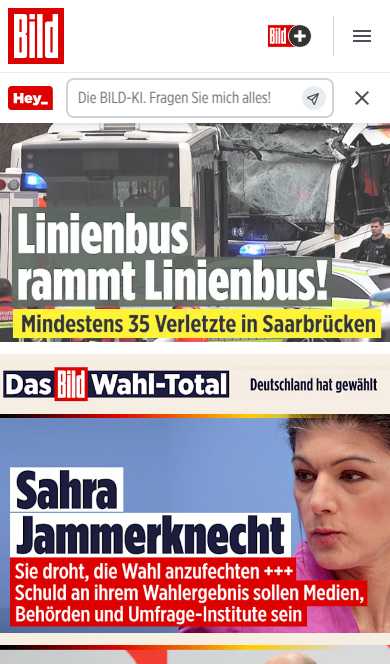 Bild
Bild
Hey_
Die BILD-KI. Fragen Sie mich alles!
Linienbus
rammt Linienbus!
Mindestens 35 Verletzte in Saarbrücken
Das Bild Wahl-Total
Deutschland hat gewählt
Sahra
Jammerknecht
Sie droht, die Wahl anzufechten +++
Schuld an ihrem Wahlergebnis sollen Medien,
Behörden und Umfrage-Institute sein